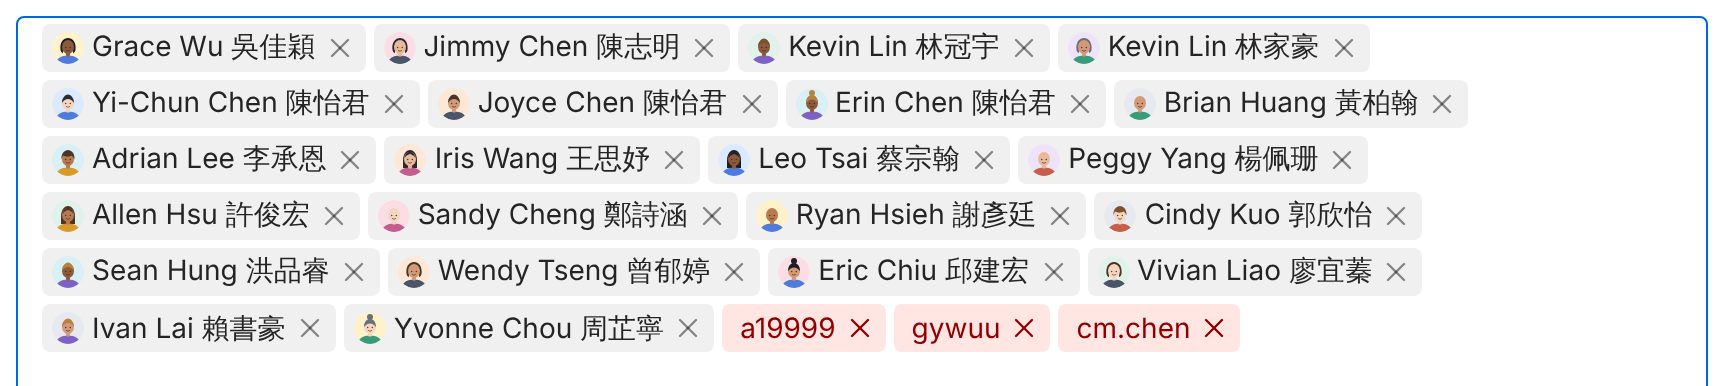 Grace Wu 吳佳穎 Jimmy Chen 陳志明 Kevin Lin 林冠宇 Kevin Lin 林家豪
Yi-Chun Chen 陳怡君 Joyce Chen 陳怡君 Erin Chen 陳怡君 Brian Huang 黃柏翰
Adrian Lee 李承恩 Iris Wang 王思妤 Leo Tsai 蔡宗翰 Peggy Yang 楊佩珊
Allen Hsu 許俊宏 Sandy Cheng 鄭詩涵 Ryan Hsieh 謝彥廷 Cindy Kuo 郭欣怡
Sean Hung 洪品睿 Wendy Tseng 曾郁婷 Eric Chiu 邱建宏 Vivian Liao 廖宜蓁
Ivan Lai 賴書豪 Yvonne Chou 周芷寧 a19999 gywuu cm.chen